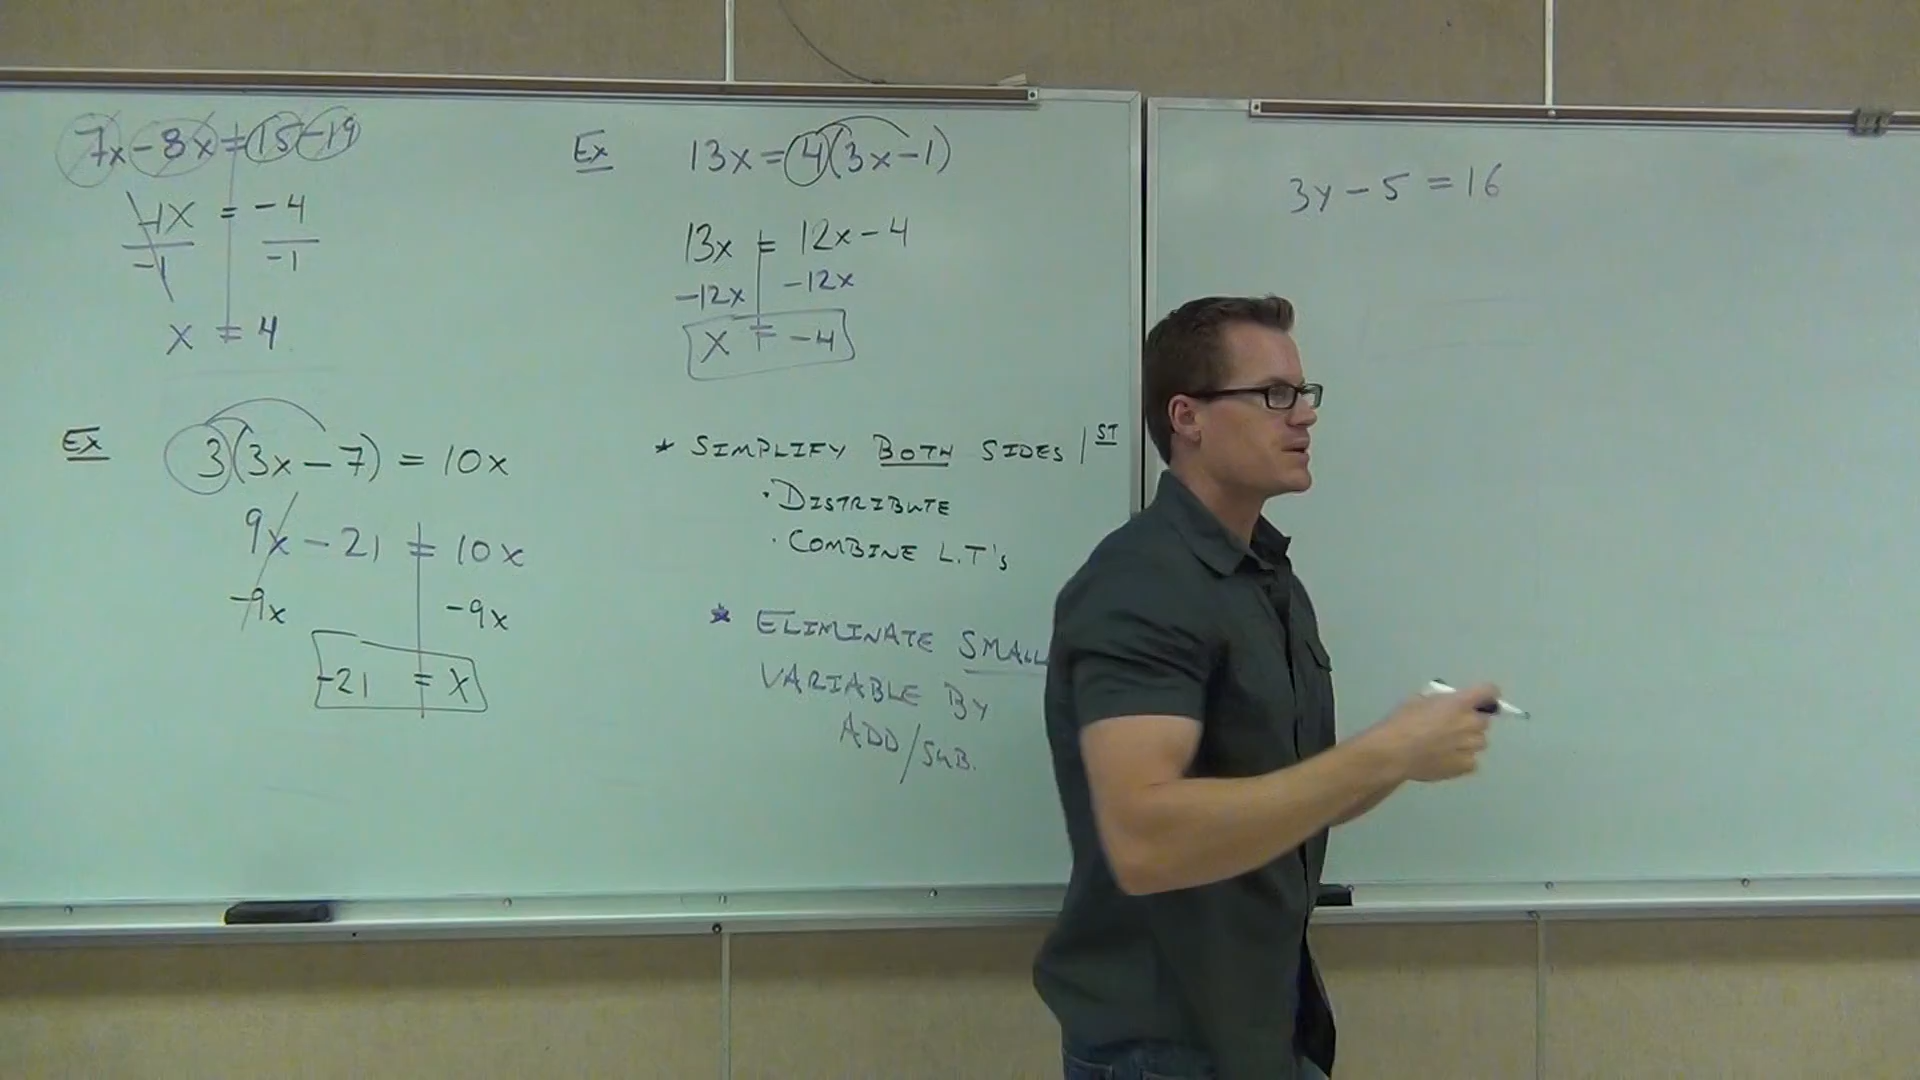 7x - 8x = 15 - 19
-1x = -4
-1 -1
x = 4
Ex 3(3x - 7) = 10x
9x - 21 = 10x
-9x -9x
-21 = x
Ex 13x = 4(3x - 1)
13x = 12x - 4
-12x -12x
x = -4
* SIMPLIFY BOTH SIDES 1ST
· DISTRIBUTE
· COMBINE L.T's
* ELIMINATE SMALL
VARIABLE BY
ADD/SUB.
3y - 5 = 16